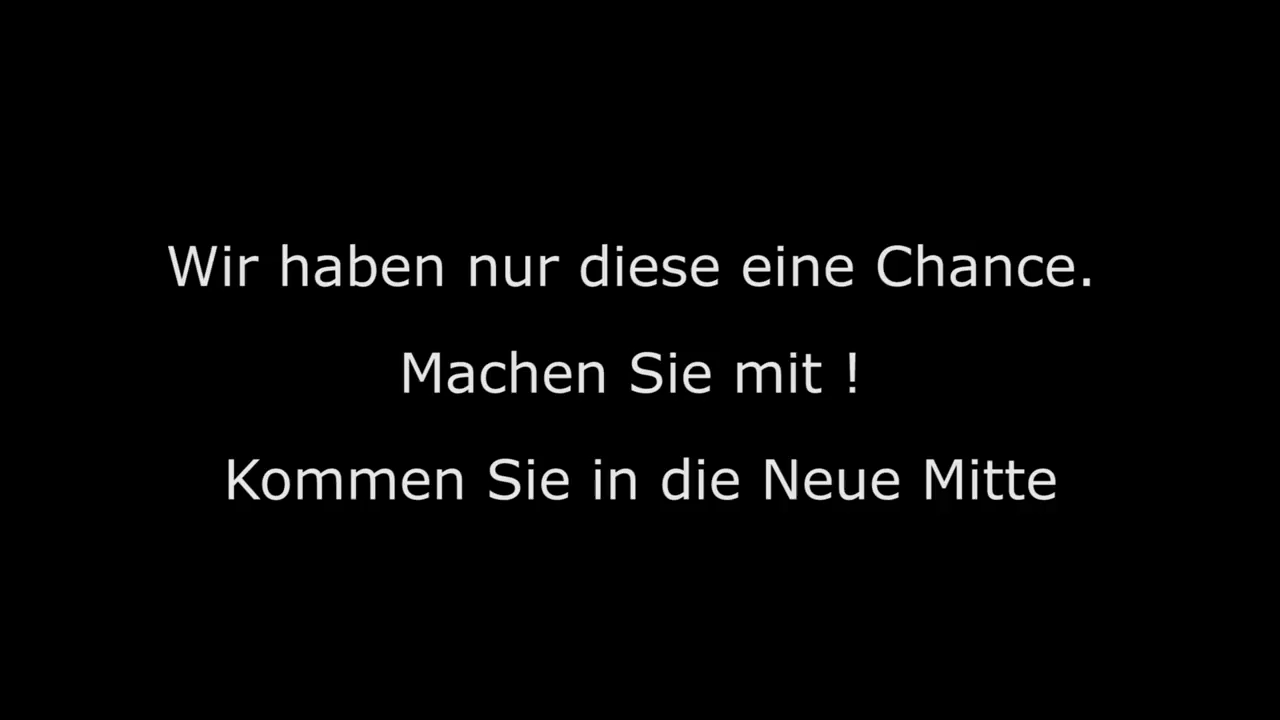 Wir haben nur diese eine Chance.
Machen Sie mit !
Kommen Sie in die Neue Mitte